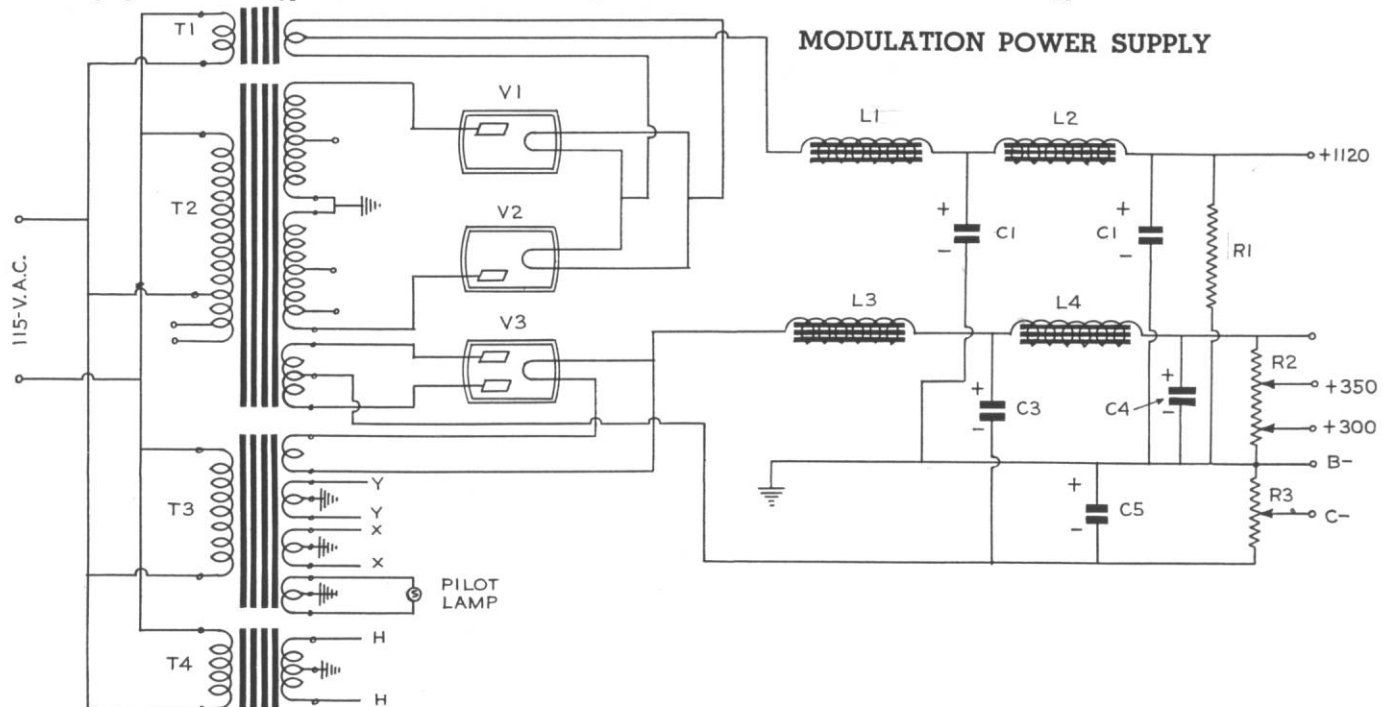 MODULATION POWER SUPPLY
T1
V1
L1
L2
+1120
T2
V2
+
C1
-
+
C1
-
R1
115-V.A.C.
V3
L3
L4
R2
+350
+
C3
-
C4
+
-
+300
B-
Y
T3
Y
X
X
+
C5
-
R3
C-
PILOT
LAMP
T4
H
H